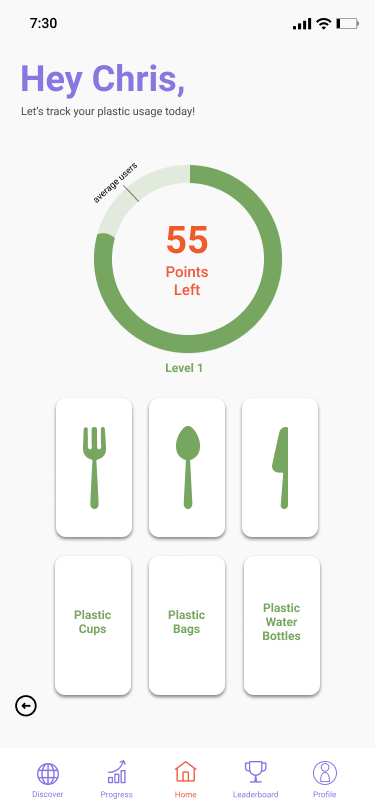 7:30
Hey Chris,
Let's track your plastic usage today!
average users
55
Points
Left
Level 1
Plastic
Cups
Plastic
Bags
Plastic
Water
Bottles
Discover
Progress
Home
Leaderboard
Profile